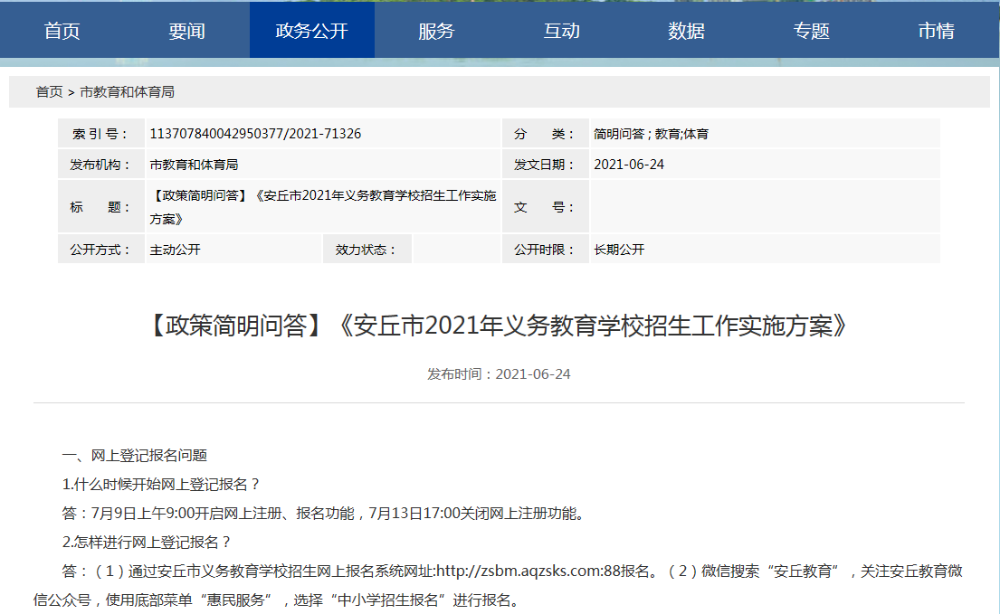 首页 要闻 政务公开 服务 互动 数据 专题 市情
首页 > 市教育和体育局
索 引 号： 113707840042950377/2021-71326 分 类： 简明问答 ; 教育;体育
发布机构： 市教育和体育局 发文日期： 2021-06-24
标 题： 【政策简明问答】《安丘市2021年义务教育学校招生工作实施
方案》 文 号：
公开方式： 主动公开 效力状态： 公开时限： 长期公开
【政策简明问答】《安丘市2021年义务教育学校招生工作实施方案》
发布时间：2021-06-24
一、网上登记报名问题
1.什么时候开始网上登记报名？
答：7月9日上午9:00开启网上注册、报名功能，7月13日17:00关闭网上注册功能。
2.怎样进行网上登记报名？
答：（1）通过安丘市义务教育学校招生网上报名系统网址:http://zsbm.aqzsks.com:88报名。（2）微信搜索“安丘教育”，关注安丘教育微
信公众号，使用底部菜单“惠民服务”，选择“中小学招生报名”进行报名。